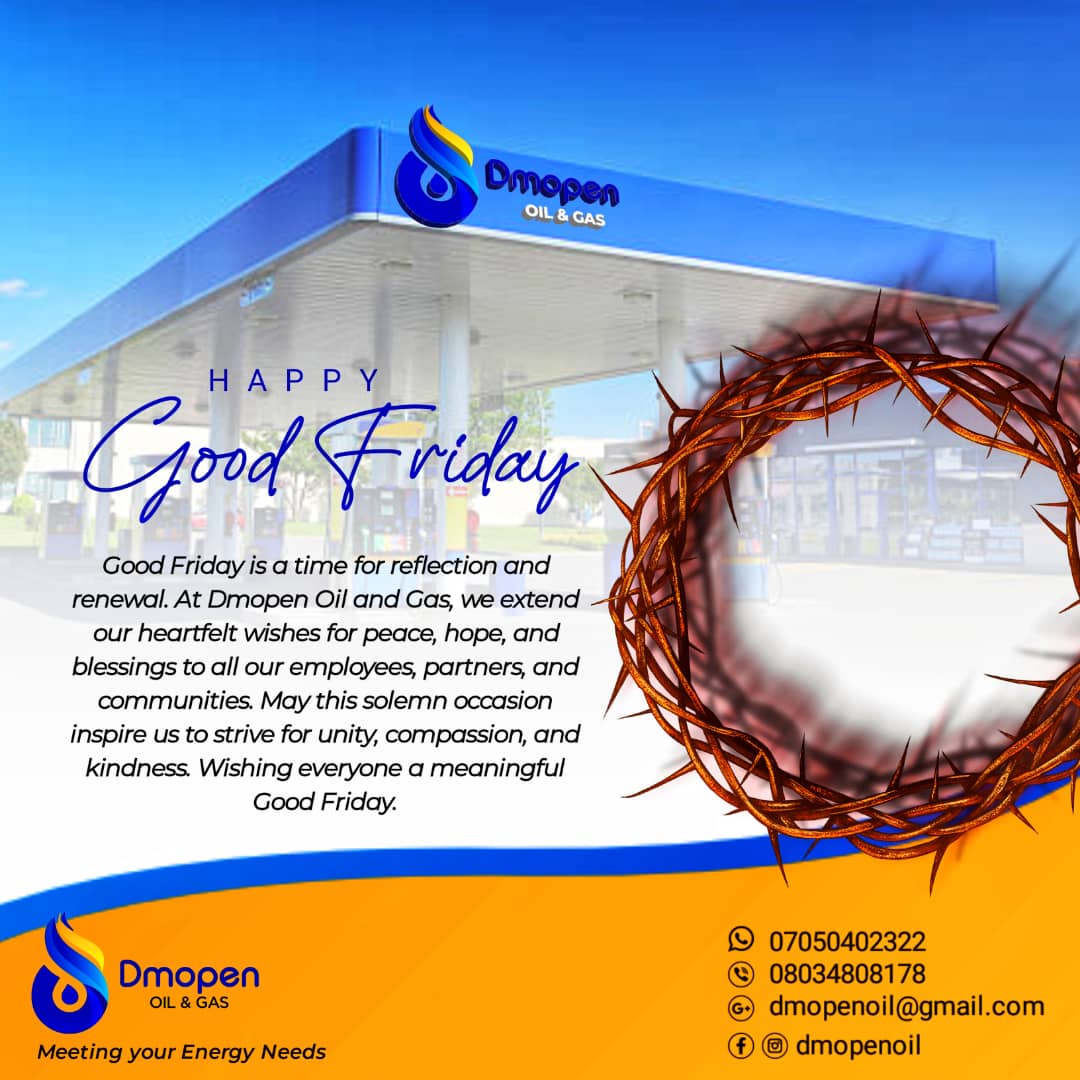 Dmopen
OIL & GAS
HAPPY
Good Friday
Good Friday is a time for reflection and
renewal. At Dmopen Oil and Gas, we extend
our heartfelt wishes for peace, hope, and
blessings to all our employees, partners, and
communities. May this solemn occasion
inspire us to strive for unity, compassion, and
kindness. Wishing everyone a meaningful
Good Friday.
Dmopen
OIL & GAS
Meeting your Energy Needs
07050402322
08034808178
G+ dmopenoil@gmail.com
dmopenoil